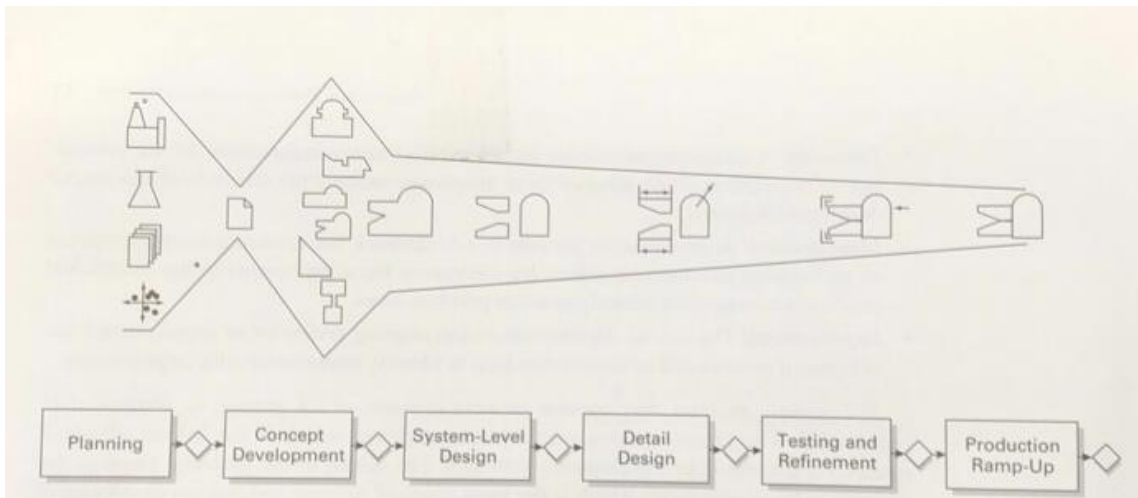 Planning
Concept
Development
System-Level
Design
Detail
Design
Testing and
Refinement
Production
Ramp-Up